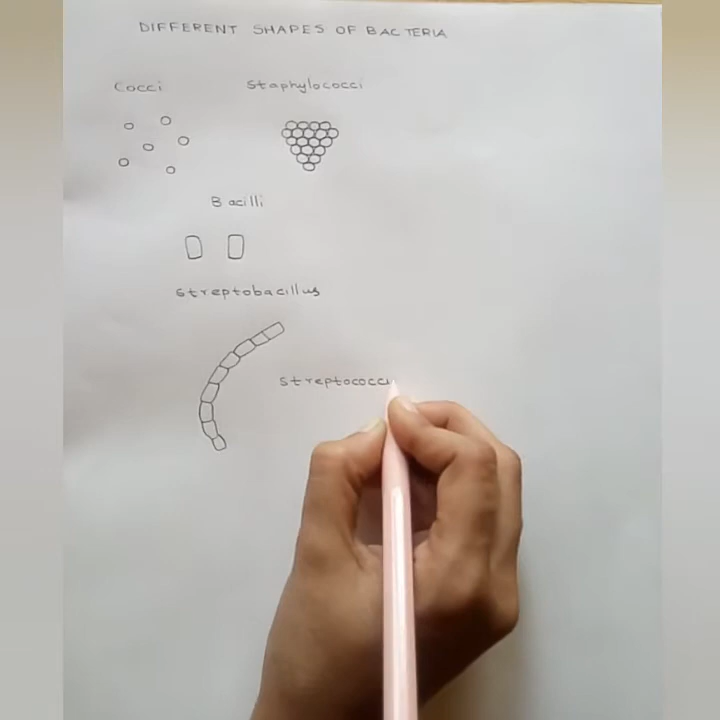 DIFFERENT SHAPES OF BACTERIA
Cocci Staphylococci
Bacilli
Streptobacillus
Streptococci